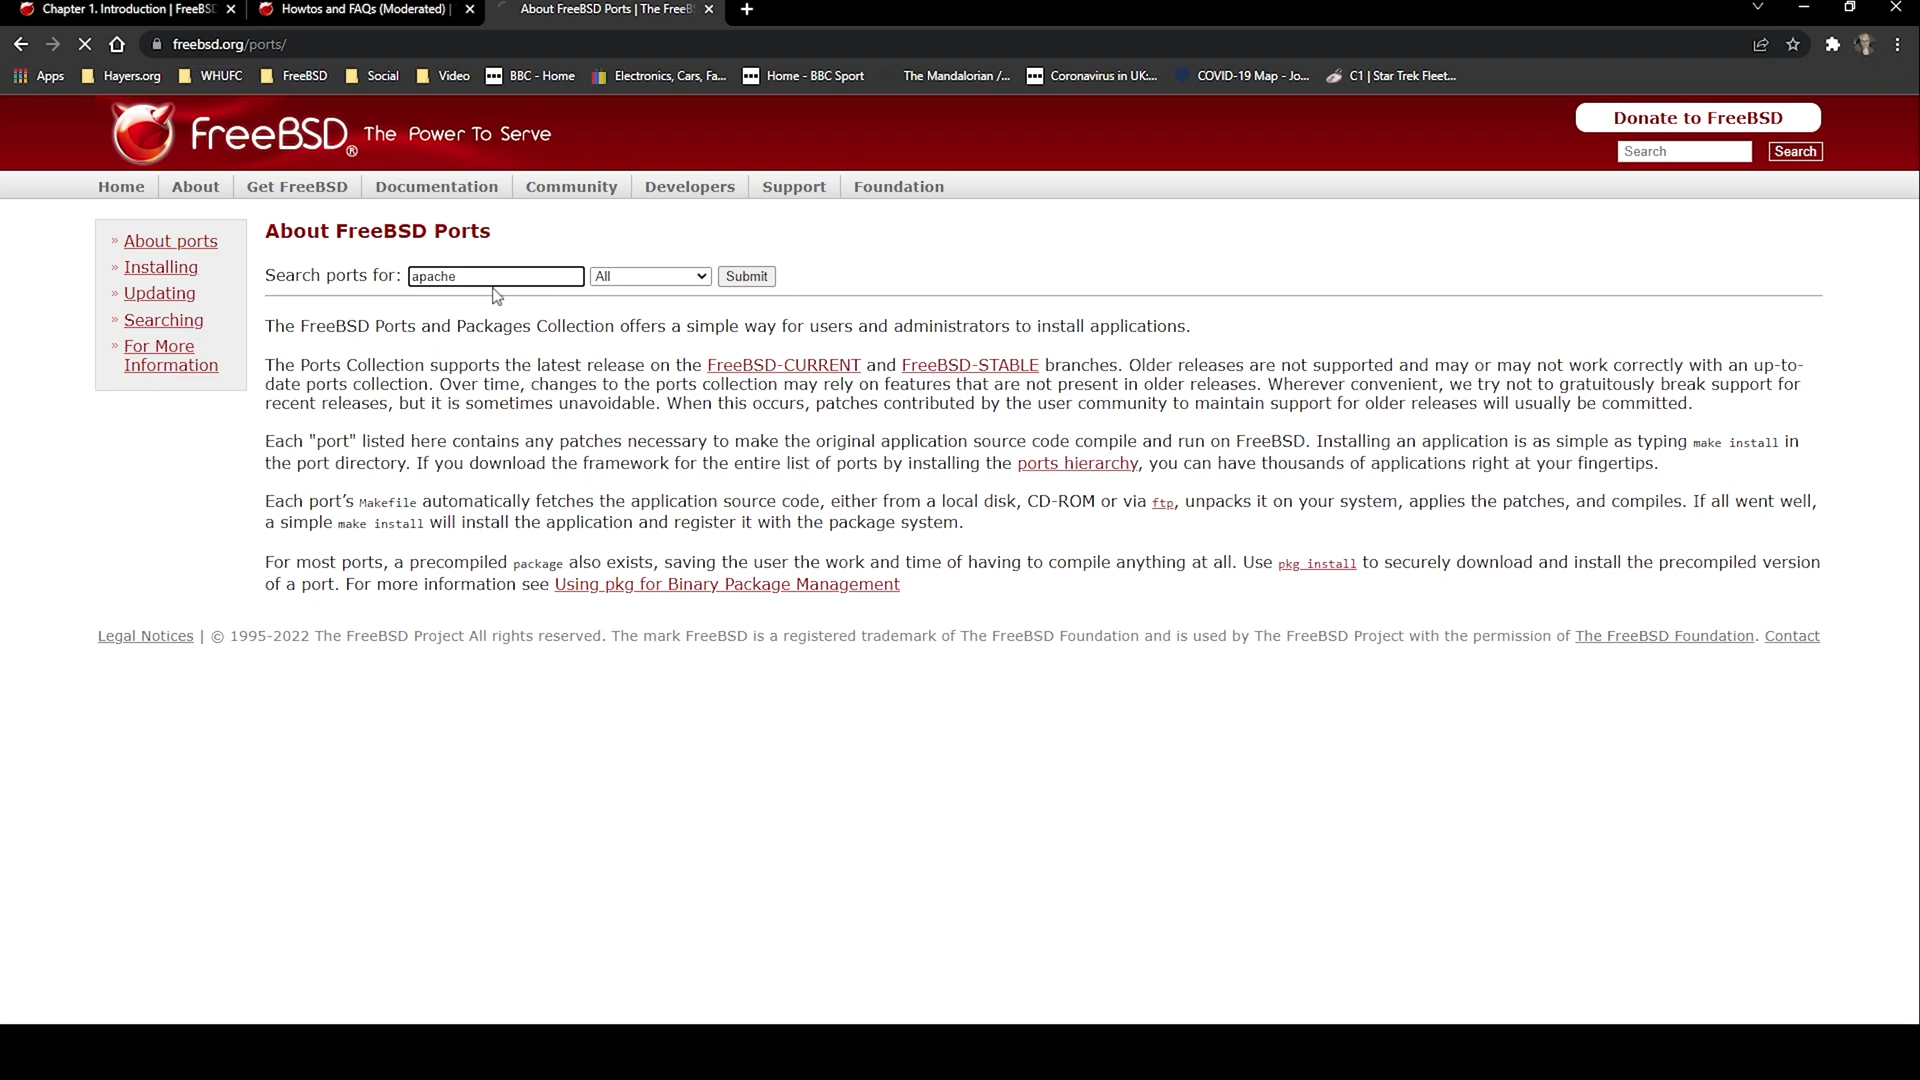 Chapter 1. Introduction | FreeBSD
Howtos and FAQs (Moderated) |
About FreeBSD Ports | The FreeB
freebsd.org/ports/
Apps Hayers.org WHUFC FreeBSD Social Video BBC - Home Electronics, Cars, Fa... Home - BBC Sport The Mandalorian /... Coronavirus in UK:... COVID-19 Map - Jo... C1 | Star Trek Fleet...
FreeBSD® The Power To Serve
Donate to FreeBSD
Search Search
Home About Get FreeBSD Documentation Community Developers Support Foundation
» About ports
» Installing
» Updating
» Searching
» For More
Information
About FreeBSD Ports
Search ports for: apache All Submit
The FreeBSD Ports and Packages Collection offers a simple way for users and administrators to install applications.
The Ports Collection supports the latest release on the FreeBSD-CURRENT and FreeBSD-STABLE branches. Older releases are not supported and may or may not work correctly with an up-to-
date ports collection. Over time, changes to the ports collection may rely on features that are not present in older releases. Wherever convenient, we try not to gratuitously break support for
recent releases, but it is sometimes unavoidable. When this occurs, patches contributed by the user community to maintain support for older releases will usually be committed.
Each "port" listed here contains any patches necessary to make the original application source code compile and run on FreeBSD. Installing an application is as simple as typing make install in
the port directory. If you download the framework for the entire list of ports by installing the ports hierarchy, you can have thousands of applications right at your fingertips.
Each port’s Makefile automatically fetches the application source code, either from a local disk, CD-ROM or via ftp, unpacks it on your system, applies the patches, and compiles. If all went well,
a simple make install will install the application and register it with the package system.
For most ports, a precompiled package also exists, saving the user the work and time of having to compile anything at all. Use pkg install to securely download and install the precompiled version
of a port. For more information see Using pkg for Binary Package Management
Legal Notices | © 1995-2022 The FreeBSD Project All rights reserved. The mark FreeBSD is a registered trademark of The FreeBSD Foundation and is used by The FreeBSD Project with the permission of The FreeBSD Foundation. Contact